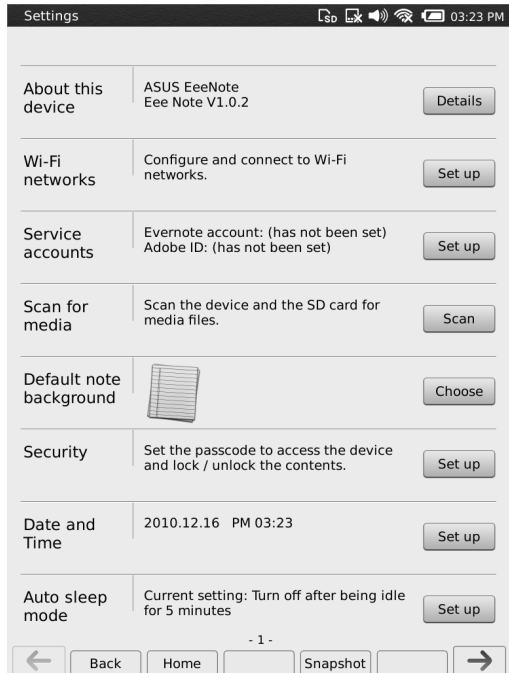 Settings
SD
03:23 PM
About this
device
ASUS EeeNote
Eee Note V1.0.2
Details
Wi-Fi
networks
Configure and connect to Wi-Fi
networks.
Set up
Service
accounts
Evernote account: (has not been set)
Adobe ID: (has not been set)
Set up
Scan for
media
Scan the device and the SD card for
media files.
Scan
Default note
background
Choose
Security
Set the passcode to access the device
and lock / unlock the contents.
Set up
Date and
Time
2010.12.16 PM 03:23
Set up
Auto sleep
mode
Current setting: Turn off after being idle
for 5 minutes
Set up
- 1 -
Back
Home
Snapshot